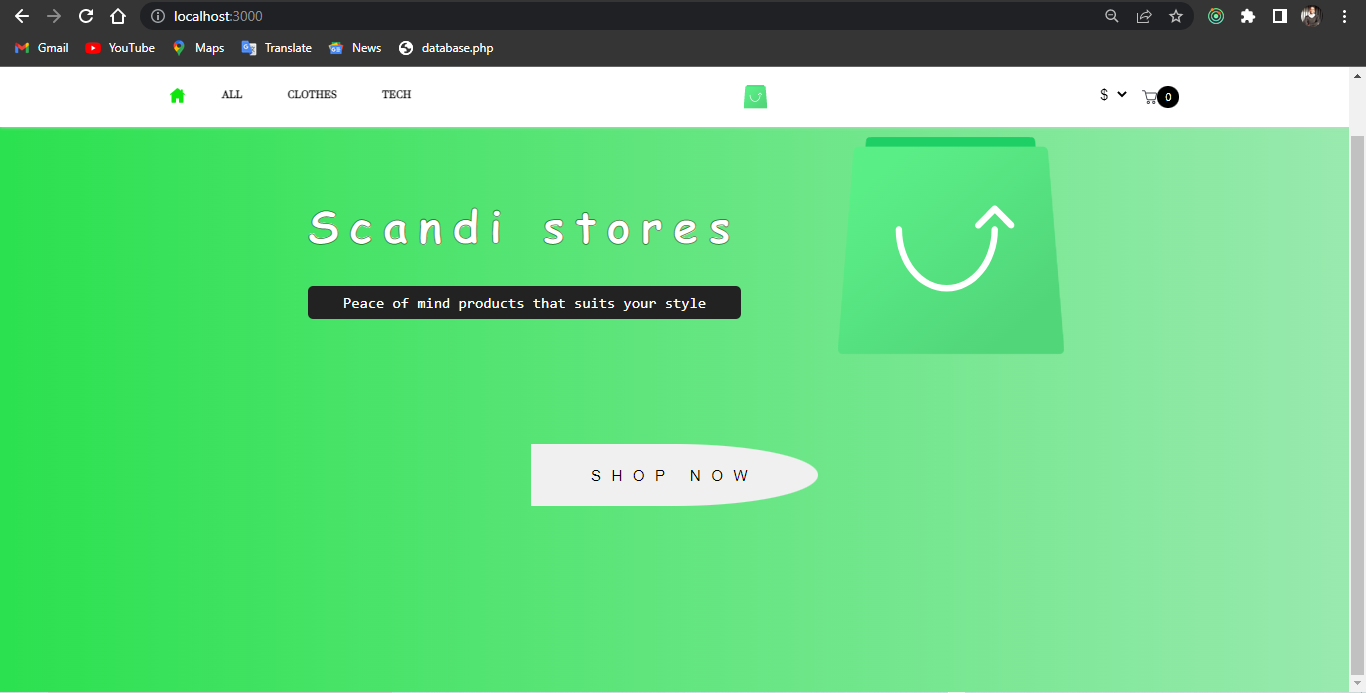 localhost:3000
Gmail YouTube Maps Translate News database.php
ALL CLOTHES TECH $ 0
Scandi stores
Peace of mind products that suits your style
SHOP NOW